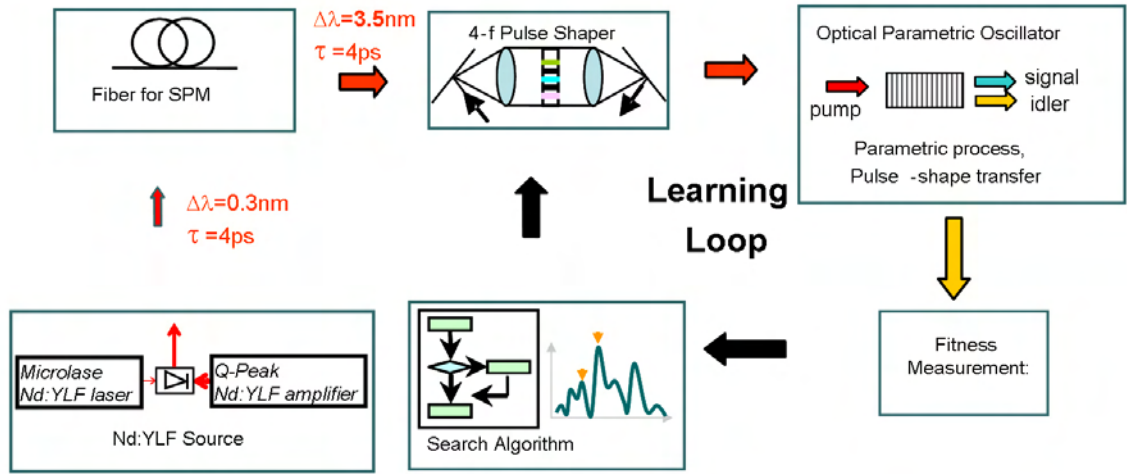 Fiber for SPM
Δλ=3.5nm
τ =4ps
4-f Pulse Shaper
Optical Parametric Oscillator
pump
signal
idler
Parametric process,
Pulse -shape transfer
Δλ=0.3nm
τ =4ps
Learning
Loop
Microlase
Nd:YLF laser
Q-Peak
Nd:YLF amplifier
Nd:YLF Source
Search Algorithm
Fitness
Measurement: